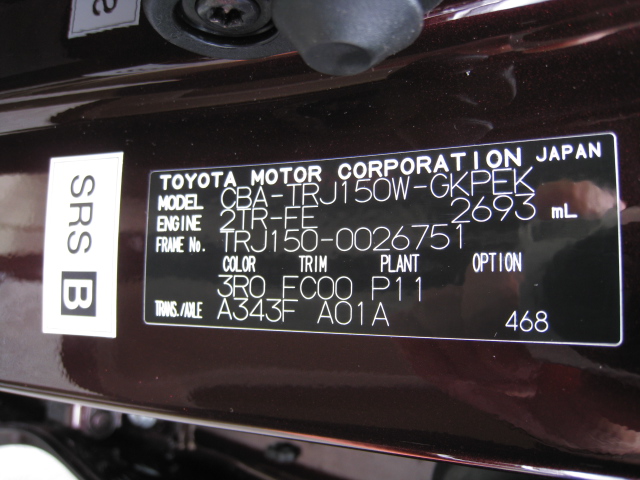 TOYOTA MOTOR CORPORATION JAPAN
MODEL CBA-TRJ150W-GKPEK
ENGINE 2TR-FE 2693 mL
FRAME No. TRJ150-0026751
COLOR TRIM PLANT OPTION
3R0 FC00 P11
TRANS./AXLE A343F A01A
468
SRS B